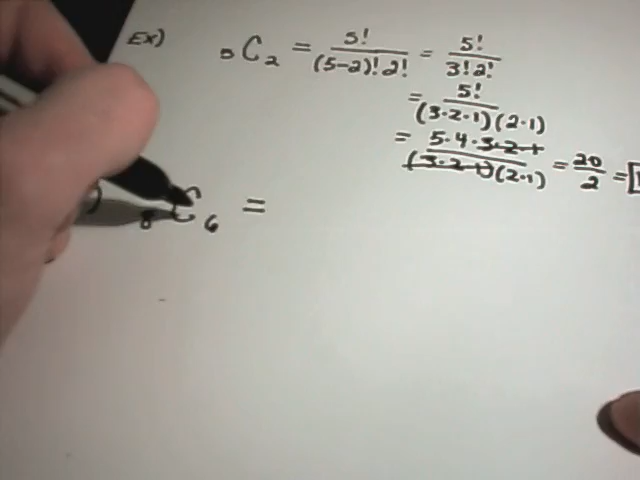 Ex) 5C2 = 5!/(5-2)!2! = 5!/3!2!
= 5!/(3·2·1)(2·1)
= 5·4·3·2·1/(3·2·1)(2·1) = 20/2 =
8C6 =